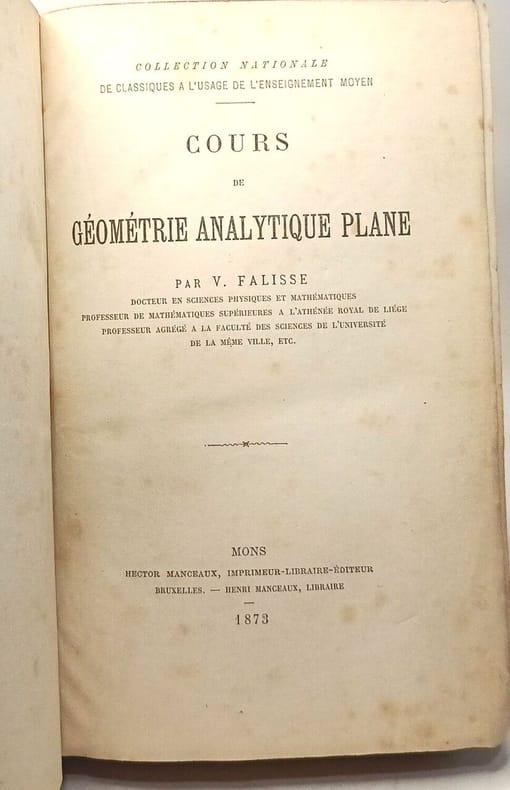 COLLECTION NATIONALE
DE CLASSIQUES A L'USAGE DE L'ENSEIGNEMENT MOYEN
COURS
DE
GÉOMÉTRIE ANALYTIQUE PLANE
PAR V. FALISSE
DOCTEUR EN SCIENCES PHYSIQUES ET MATHÉMATIQUES
PROFESSEUR DE MATHÉMATIQUES SUPÉRIEURES A L'ATHÉNÉE ROYAL DE LIÉGE
PROFESSEUR AGRÉGÉ A LA FACULTÉ DES SCIENCES DE L'UNIVERSITÉ
DE LA MÊME VILLE, ETC.
MONS
HECTOR MANCEAUX, IMPRIMEUR-LIBRAIRE-ÉDITEUR
BRUXELLES. — HENRI MANCEAUX, LIBRAIRE
1873